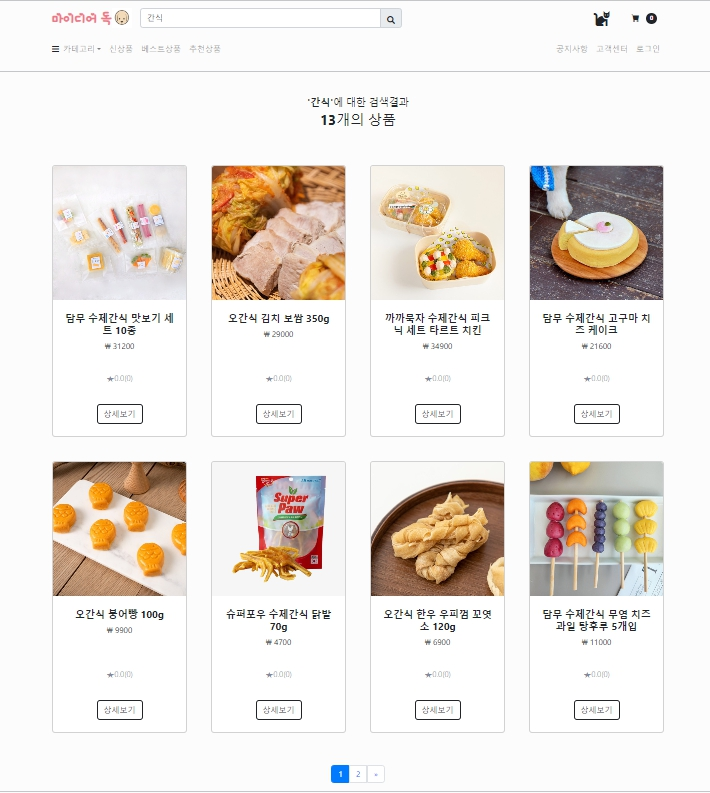 마이디어 독
간식
0
카테고리 신상품 베스트상품 추천상품
공지사항 고객센터 로그인
'간식'에 대한 검색결과
13개의 상품
담무 수제간식 맛보기 세
트 10종
₩ 31200
★0.0(0)
상세보기
오간식 김치 보쌈 350g
₩ 29000
★0.0(0)
상세보기
까까묵자 수제간식 피크
닉 세트 타르트 치킨
₩ 34900
★0.0(0)
상세보기
담무 수제간식 고구마 치
즈 케이크
₩ 21600
★0.0(0)
상세보기
오간식 붕어빵 100g
₩ 9900
★0.0(0)
상세보기
Super
Paw
슈퍼포우 수제간식 닭발
70g
₩ 4700
★0.0(0)
상세보기
오간식 한우 우피껌 꼬엿
소 120g
₩ 6900
★0.0(0)
상세보기
담무 수제간식 무염 치즈
과일 탕후루 5개입
₩ 11000
★0.0(0)
상세보기
1 2 »